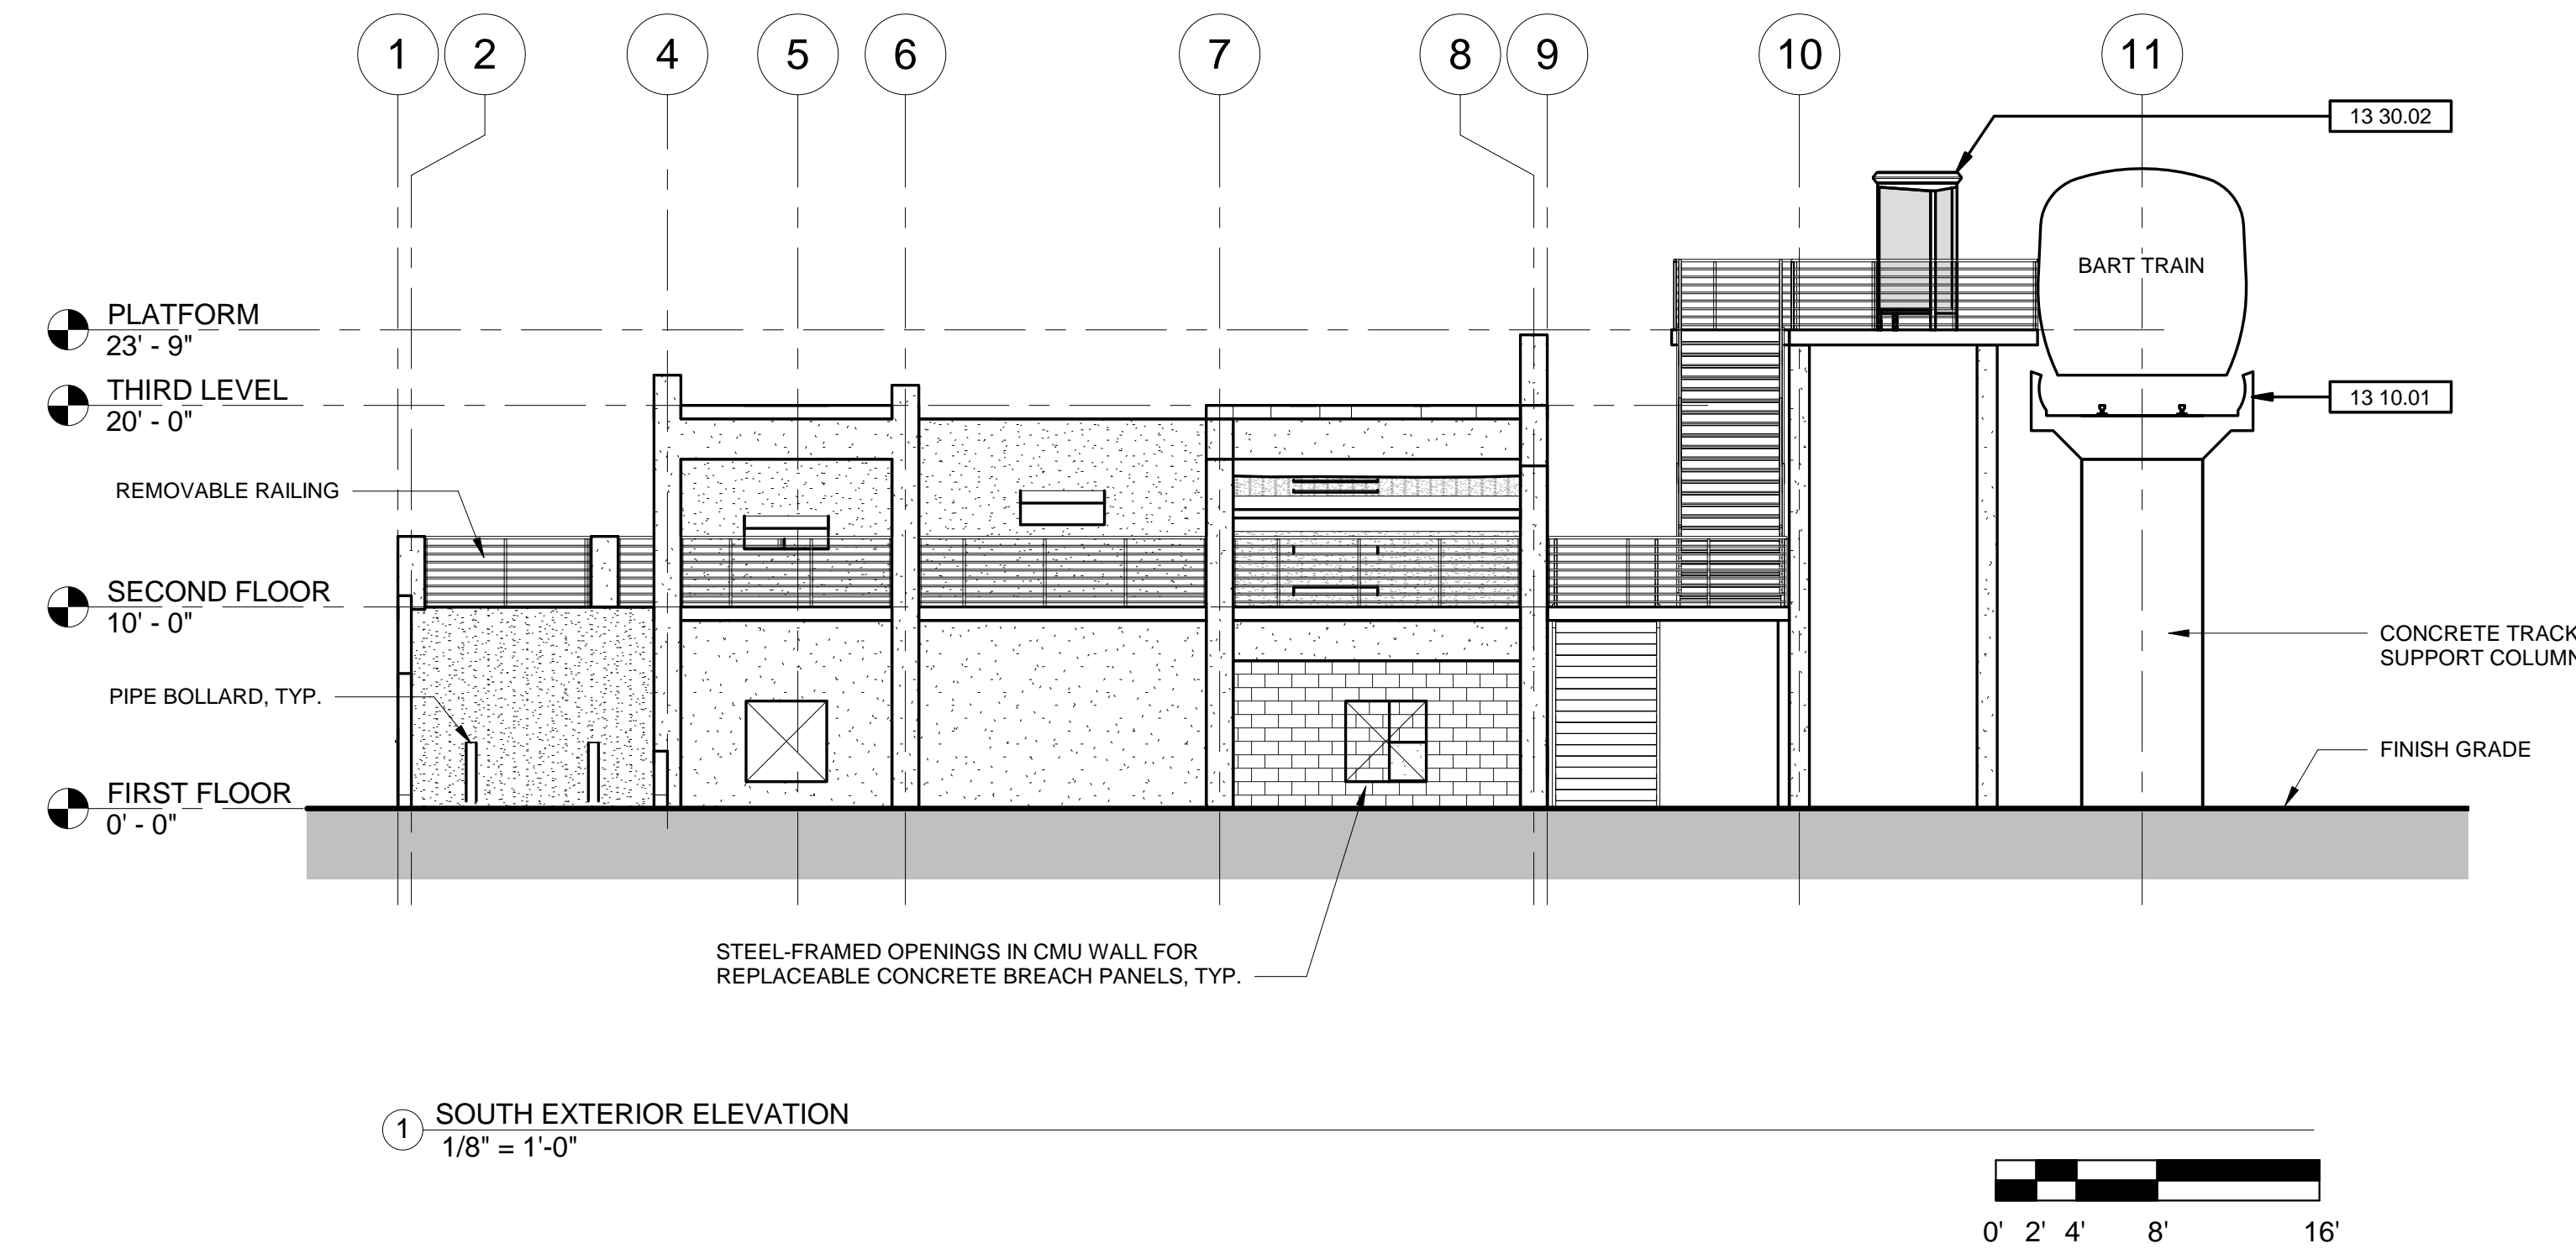 1 2 4 5 6 7 8 9 10 11
13 30.02
BART TRAIN
PLATFORM
23' - 9"
THIRD LEVEL
20' - 0"
13 10.01
REMOVABLE RAILING
SECOND FLOOR
10' - 0"
CONCRETE TRACK
SUPPORT COLUMN
PIPE BOLLARD, TYP.
FINISH GRADE
FIRST FLOOR
0' - 0"
STEEL-FRAMED OPENINGS IN CMU WALL FOR
REPLACEABLE CONCRETE BREACH PANELS, TYP.
1 SOUTH EXTERIOR ELEVATION
1/8" = 1'-0"
0' 2' 4' 8' 16'